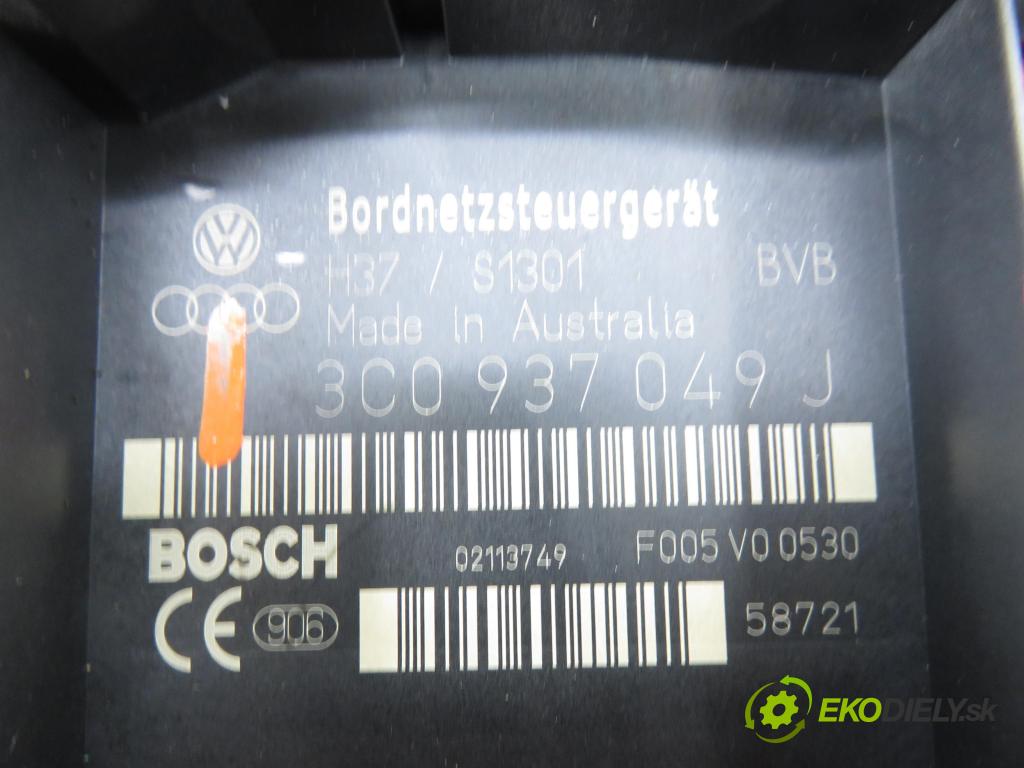 Bordnetzsteuergerät
H37 / S1301 BVB
Made in Australia
3C0 937 049 J
BOSCH 02113749 F005 V0 0530
CE 906 58721
EKODIELY.sk